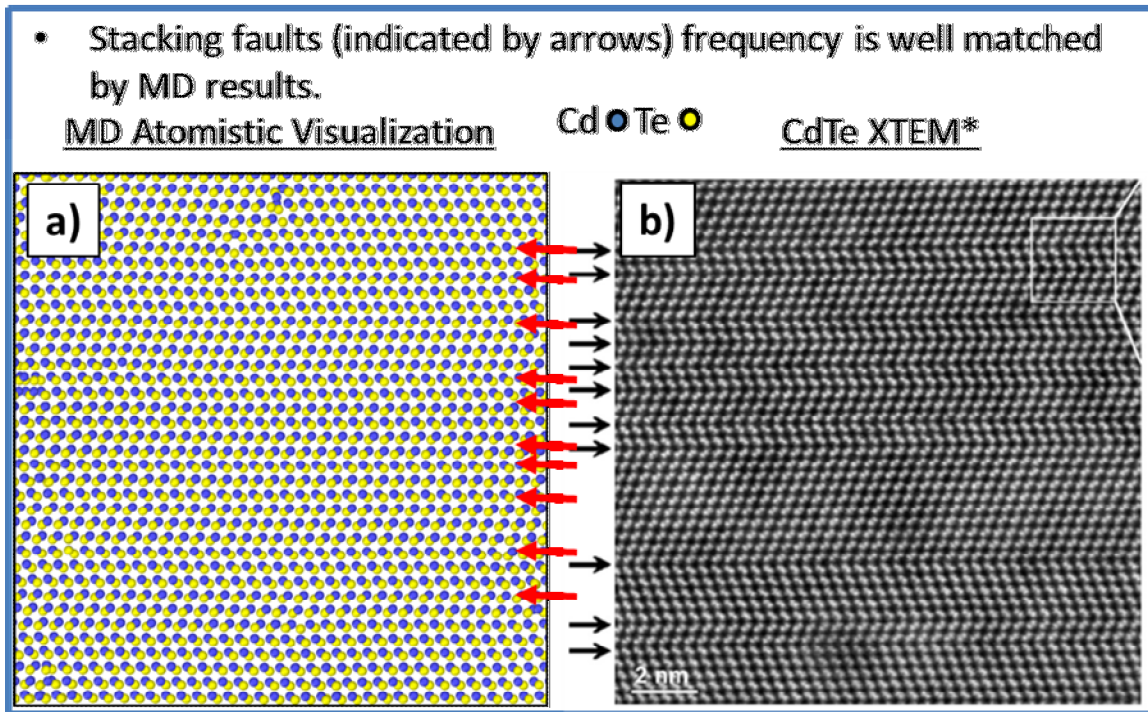 • Stacking faults (indicated by arrows) frequency is well matched
by MD results.
MD Atomistic Visualization
Cd Te
CdTe XTEM*
a)
b)
2 nm